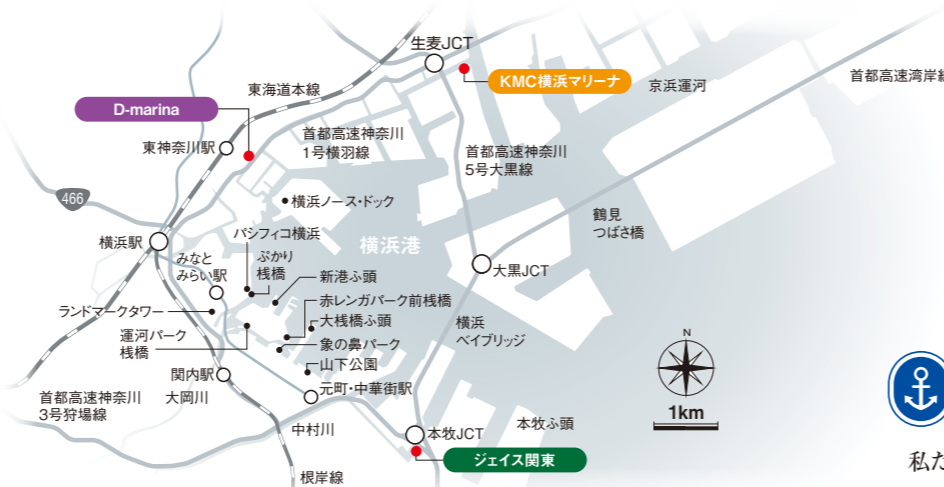 生麦JCT
KMC横浜マリーナ
首都高速湾岸線
京浜運河
東海道本線
D-marina
東神奈川駅
首都高速神奈川
1号横羽線
首都高速神奈川
5号大黒線
466
横浜ノース・ドック
鶴見
つばさ橋
横浜駅
パシフィコ横浜
横浜港
ぷかり
桟橋
みなと
みらい駅
新港ふ頭
大黒JCT
赤レンガパーク前桟橋
ランドマークタワー
大桟橋ふ頭
横浜
ベイブリッジ
運河パーク
桟橋
象の鼻パーク
N
山下公園
関内駅
元町・中華街駅
首都高速神奈川
3号狩場線
大岡川
1km
中村川
本牧JCT
本牧ふ頭
ジェイス関東
私た
根岸線